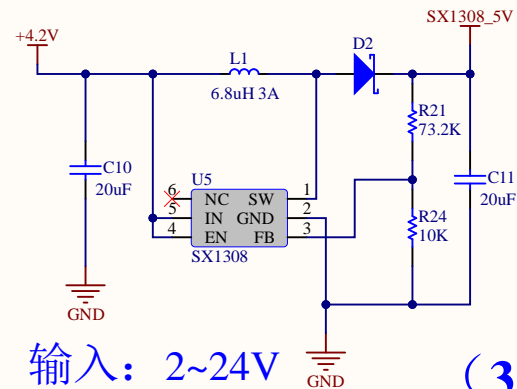 SX1308_5V
+4.2V
L1
D2
6.8uH 3A
R21
73.2K
C10
20uF
U5
C11
20uF
6 NC SW 1
5 IN GND 2
4 EN FB 3
SX1308
R24
10K
GND
GND
输入：2~24V
（3